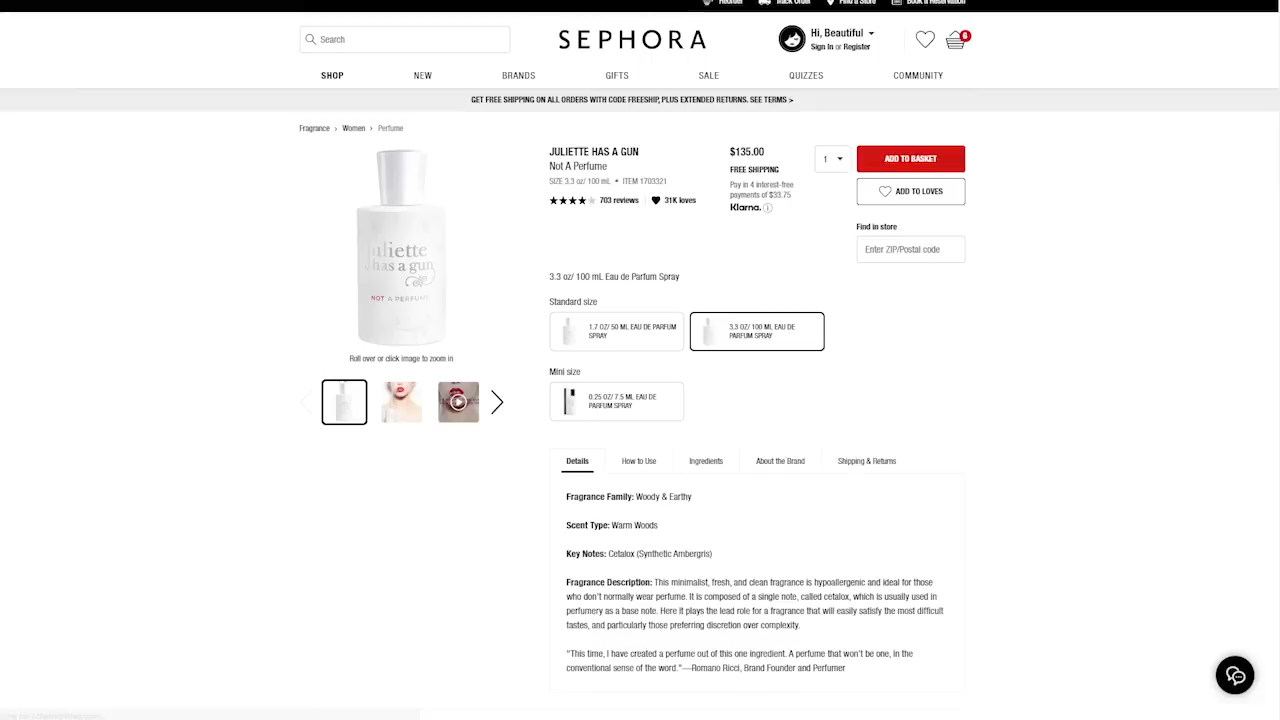 Reorder Track Order Find a Store Book a Reservation
Search
SEPHORA
Hi, Beautiful
Sign In or Register
6
SHOP NEW BRANDS GIFTS SALE QUIZZES COMMUNITY
GET FREE SHIPPING ON ALL ORDERS WITH CODE FREESHIP, PLUS EXTENDED RETURNS. SEE TERMS >
Fragrance > Women > Perfume
juliette
has a gun
NOT A PERFUME
Roll over or click image to zoom in
JULIETTE HAS A GUN
Not A Perfume
SIZE 3.3 oz/ 100 mL • ITEM 1703321
703 reviews 31K loves
$135.00
FREE SHIPPING
Pay in 4 interest-free
payments of $33.75
Klarna.
1
ADD TO BASKET
ADD TO LOVES
Find in store
Enter ZIP/Postal code
3.3 oz/ 100 mL Eau de Parfum Spray
Standard size
1.7 OZ/ 50 ML EAU DE PARFUM
SPRAY
3.3 OZ/ 100 ML EAU DE
PARFUM SPRAY
Mini size
0.25 OZ/ 7.5 ML EAU DE
PARFUM SPRAY
Details How to Use Ingredients About the Brand Shipping & Returns
Fragrance Family: Woody & Earthy
Scent Type: Warm Woods
Key Notes: Cetalox (Synthetic Ambergris)
Fragrance Description: This minimalist, fresh, and clean fragrance is hypoallergenic and ideal for those
who don't normally wear perfume. It is composed of a single note, called cetalox, which is usually used in
perfumery as a base note. Here it plays the lead role for a fragrance that will easily satisfy the most difficult
tastes, and particularly those preferring discretion over complexity.
"This time, I have created a perfume out of this one ingredient. A perfume that won't be one, in the
conventional sense of the word."—Romano Ricci, Brand Founder and Perfumer